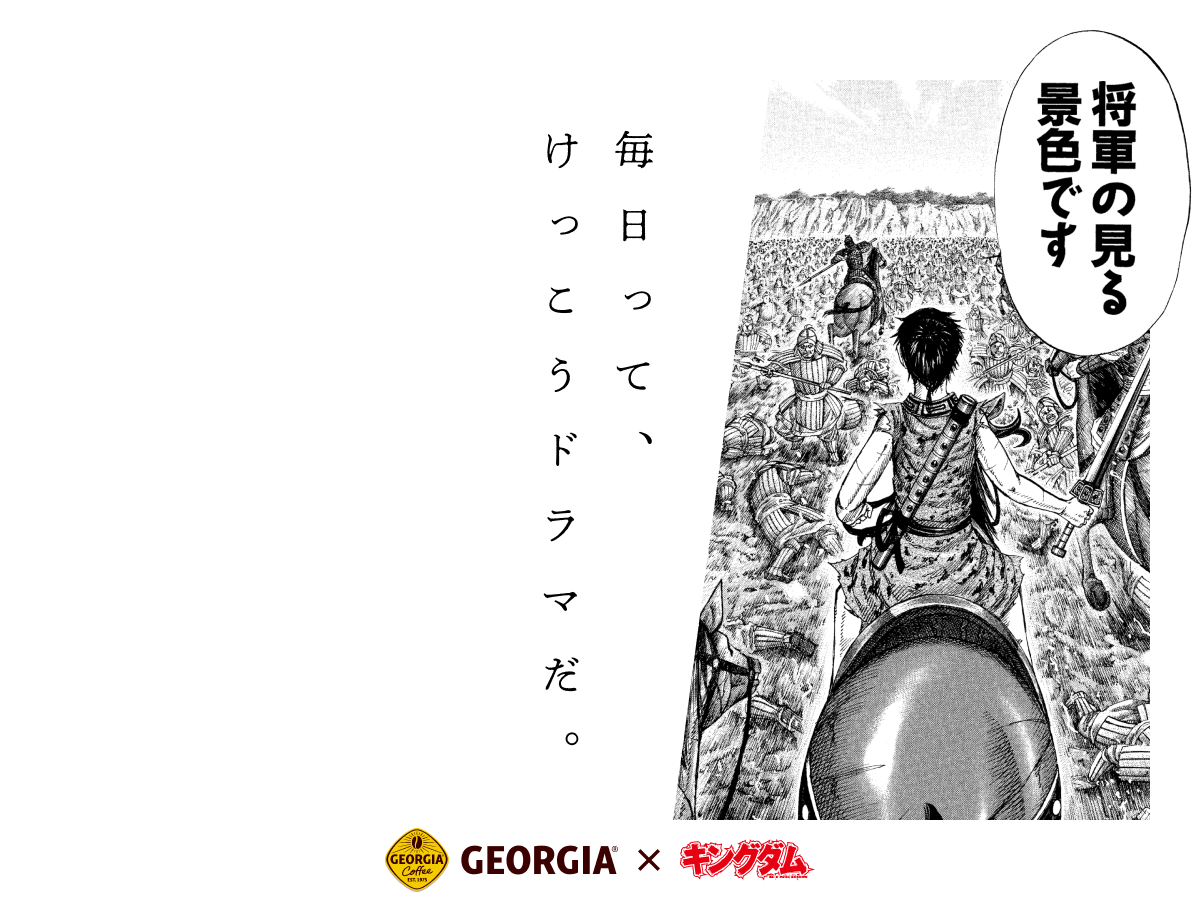 将軍の見る
景色です
毎日って、
けっこうドラマだ。
GEORGIA
Coffee
EST. 1975
GEORGIA®
×
キングダム